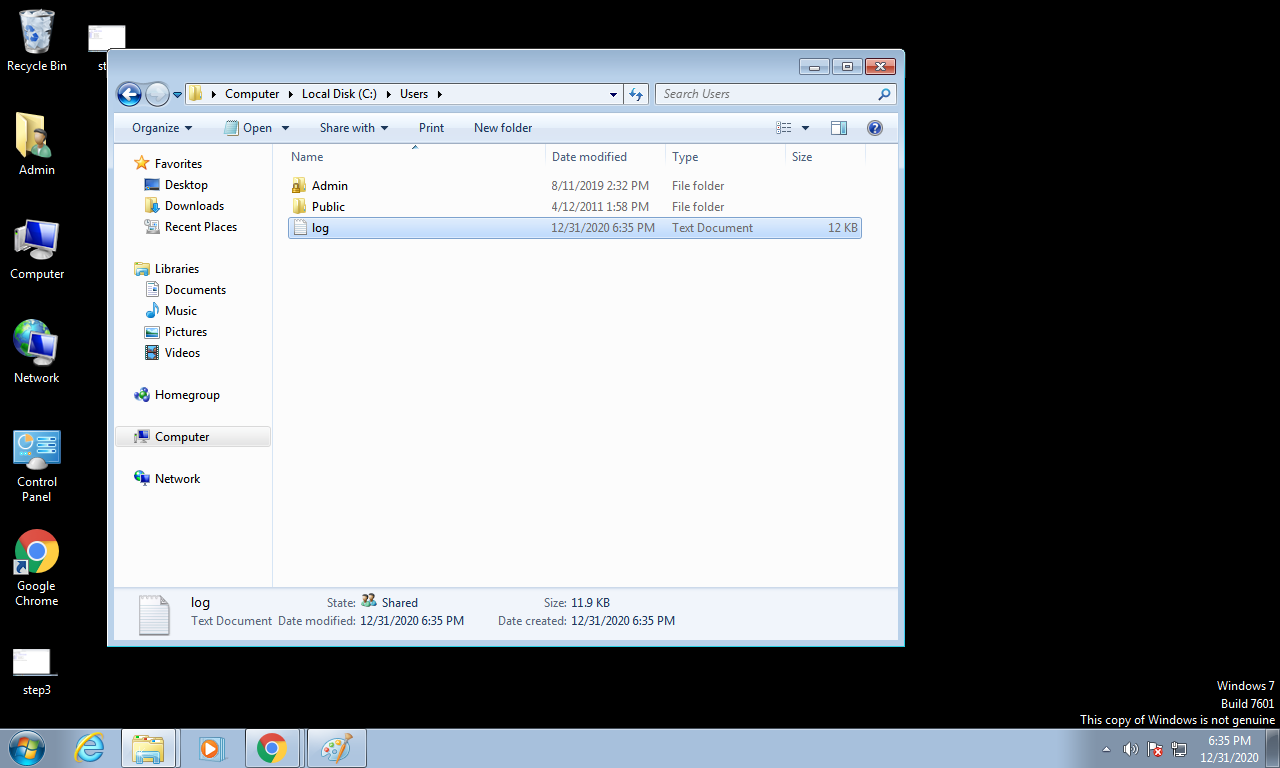 Recycle Bin
st
Admin
Computer
Network
Control
Panel
Google
Chrome
step3
Computer
Local Disk (C:)
Users
Search Users
Organize
Open
Share with
Print
New folder
Favorites
Desktop
Downloads
Recent Places
Libraries
Documents
Music
Pictures
Videos
Homegroup
Computer
Network
Name Date modified Type Size
Admin 8/11/2019 2:32 PM File folder
Public 4/12/2011 1:58 PM File folder
log 12/31/2020 6:35 PM Text Document 12 KB
log State: Shared Size: 11.9 KB
Text Document Date modified: 12/31/2020 6:35 PM Date created: 12/31/2020 6:35 PM
Windows 7
Build 7601
This copy of Windows is not genuine
6:35 PM
12/31/2020